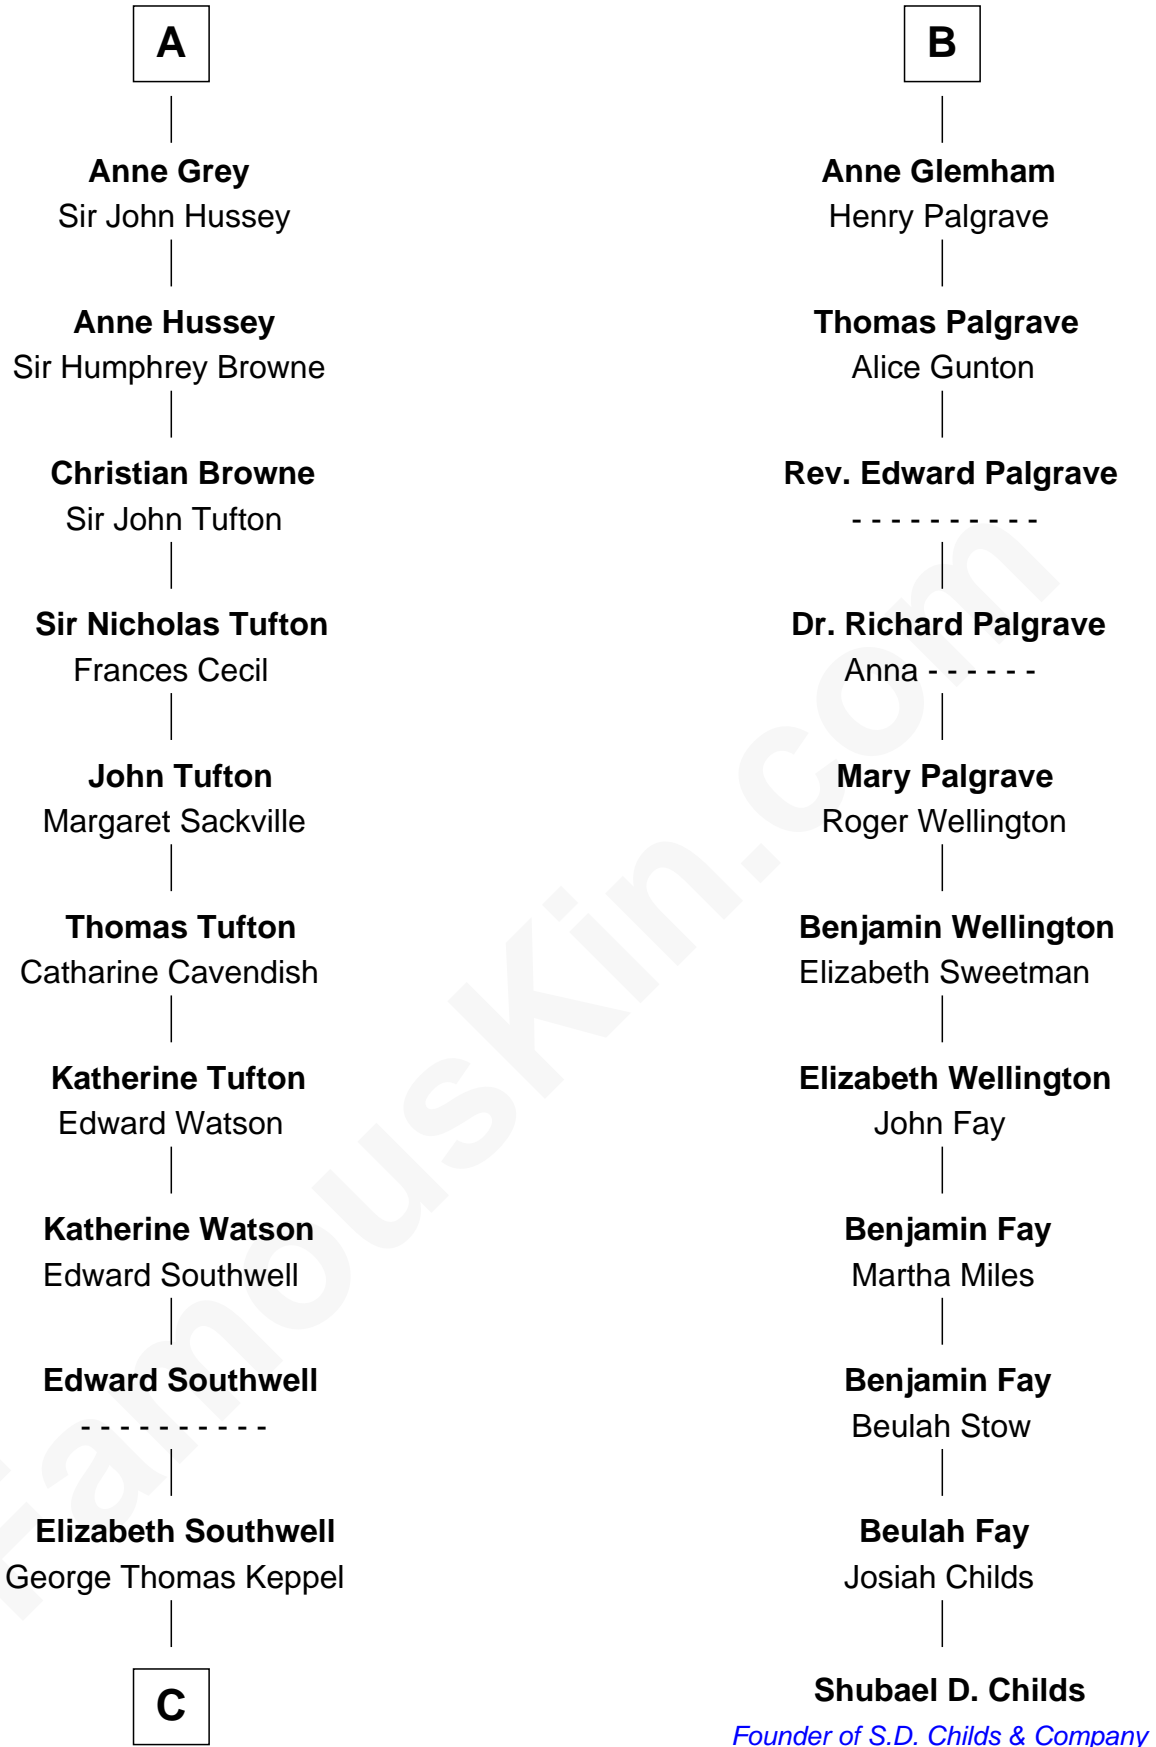 A
Anne Grey
Sir John Hussey
Anne Hussey
Sir Humphrey Browne
Christian Browne
Sir John Tufton
Sir Nicholas Tufton
Frances Cecil
John Tufton
Margaret Sackville
Thomas Tufton
Catharine Cavendish
Katherine Tufton
Edward Watson
Katherine Watson
Edward Southwell
Edward Southwell
- - - - - - - - - -
Elizabeth Southwell
George Thomas Keppel
C
B
Anne Glemham
Henry Palgrave
Thomas Palgrave
Alice Gunton
Rev. Edward Palgrave
- - - - - - - - - -
Dr. Richard Palgrave
Anna - - - - - -
Mary Palgrave
Roger Wellington
Benjamin Wellington
Elizabeth Sweetman
Elizabeth Wellington
John Fay
Benjamin Fay
Martha Miles
Benjamin Fay
Beulah Stow
Beulah Fay
Josiah Childs
Shubael D. Childs
Founder of S.D. Childs & Company
FamousKin.com